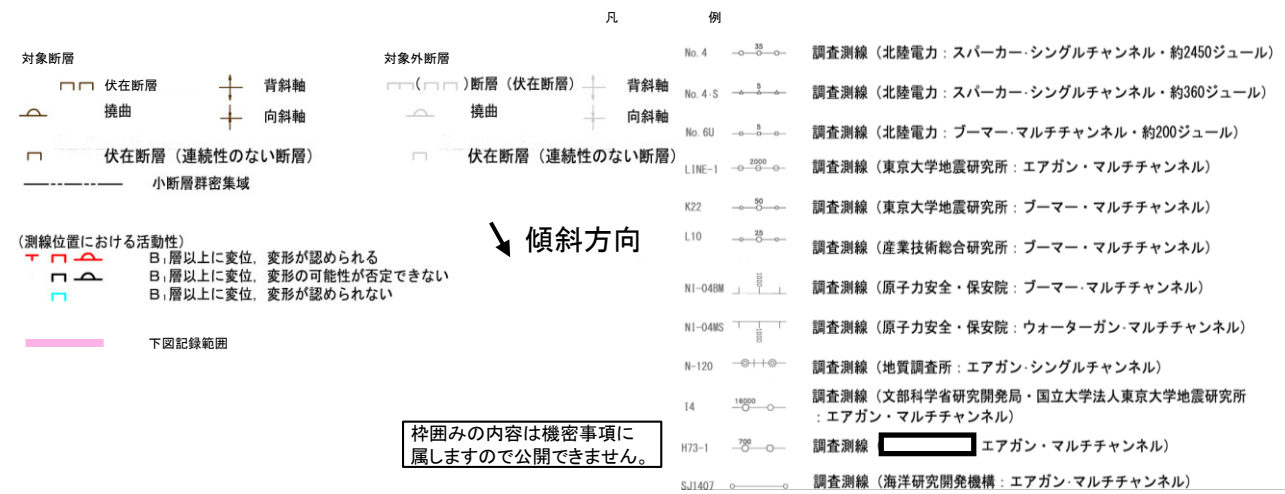 凡 例
対象断層
伏在断層 背斜軸
撓曲 向斜軸
伏在断層（連続性のない断層）
小断層群密集域
対象外断層
( )断層（伏在断層） 背斜軸
撓曲 向斜軸
伏在断層（連続性のない断層）
(測線位置における活動性)
B₁層以上に変位，変形が認められる
B₁層以上に変位，変形の可能性が否定できない
B₁層以上に変位，変形が認められない
下図記録範囲
傾斜方向
枠囲みの内容は機密事項に
属しますので公開できません。
No. 4 35 調査測線（北陸電力：スパーカー・シングルチャンネル・約2450ジュール）
No. 4-S 5 調査測線（北陸電力：スパーカー・シングルチャンネル・約360ジュール）
No. 6U 5 調査測線（北陸電力：ブーマー・マルチチャンネル・約200ジュール）
LINE-1 2000 調査測線（東京大学地震研究所：エアガン・マルチチャンネル）
K22 50 調査測線（東京大学地震研究所：ブーマー・マルチチャンネル）
L10 25 調査測線（産業技術総合研究所：ブーマー・マルチチャンネル）
NI-04BM 1000 調査測線（原子力安全・保安院：ブーマー・マルチチャンネル）
NI-04MS 1000 調査測線（原子力安全・保安院：ウォーターガン・マルチチャンネル）
N-120 調査測線（地質調査所：エアガン・シングルチャンネル）
I4 16000 調査測線（文部科学省研究開発局・国立大学法人東京大学地震研究所
：エアガン・マルチチャンネル）
H73-1 700 調査測線（ エアガン・マルチチャンネル）
SJ1407 調査測線（海洋研究開発機構：エアガン・マルチチャンネル）